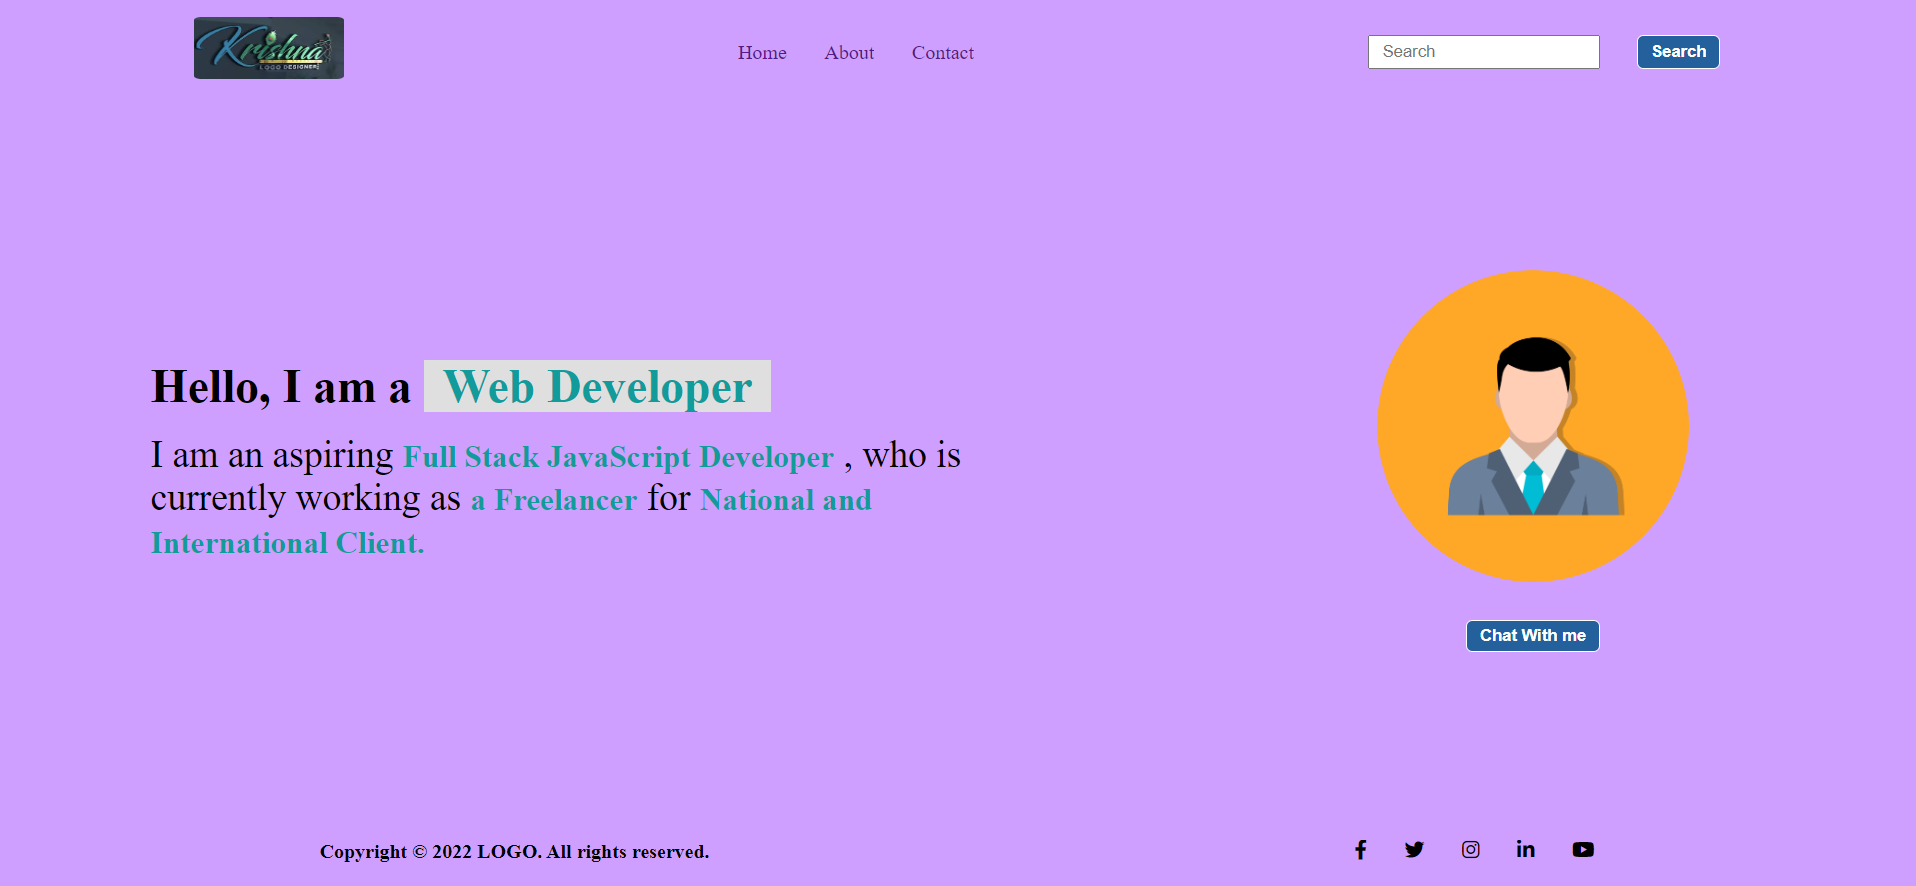 Krishna
LOGO DESIGNER
Home About Contact
Search
Search
Hello, I am a Web Developer
I am an aspiring Full Stack JavaScript Developer , who is
currently working as a Freelancer for National and
International Client.
Chat With me
Copyright © 2022 LOGO. All rights reserved.